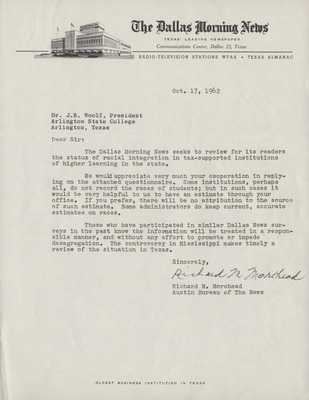 The Dallas Morning News
TEXAS' LEADING NEWSPAPER
Communications Center, Dallas 22, Texas
RADIO-TELEVISION STATIONS WFAA • TEXAS ALMANAC
Oct. 17, 1962
Dr. J.R. Woolf, President
Arlington State College
Arlington, Texas
Dear Sir:
The Dallas Morning News seeks to review for its readers
the status of racial integration in tax-supported institutions
of higher learning in the state.
We would appreciate very much your cooperation in reply-
ing on the attached questionnaire. Some institutions, perhaps
all, do not record the races of students; but in such cases it
would be very helpful to us to have an estimate through your
office. If you prefer, there will be no attribution to the source
of such estimate. Some administrators do keep current, accurate
estimates on races.
Those who have participated in similar Dallas News sur-
veys in the past know the information will be treated in a respon-
sible manner, and without any effort to promote or impede
desegregation. The controversy in Mississippi makes timely a
review of the situation in Texas.
Sincerely,
Richard M. Morehead
Richard M. Morehead
Austin Bureau of The News
OLDEST BUSINESS INSTITUTION IN TEXAS